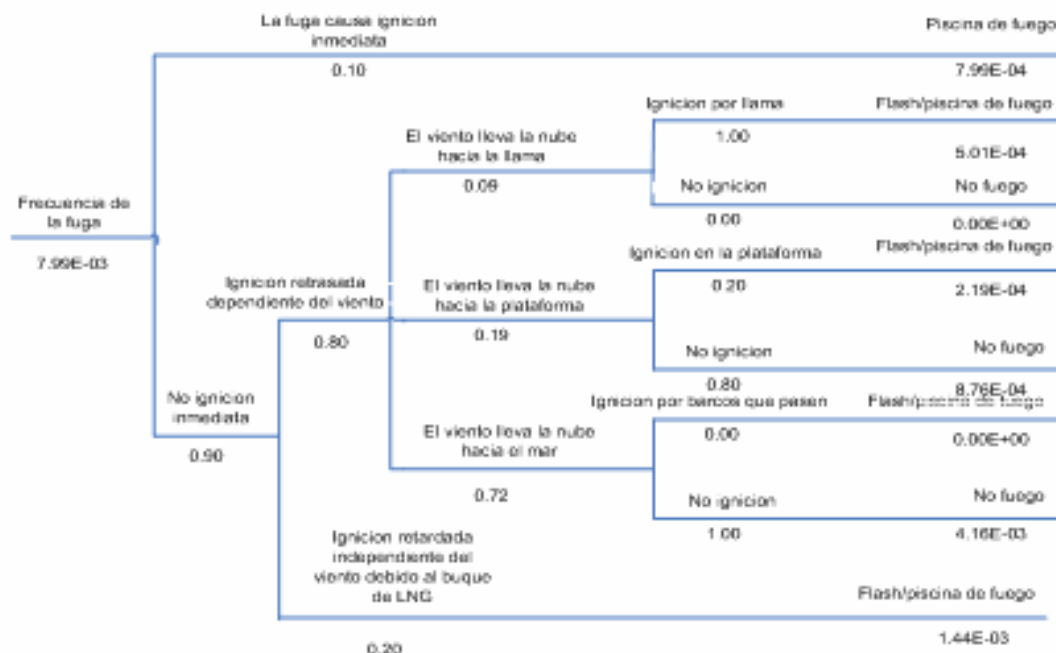 La fuga causa ignicion
inmediata
0.10
Piscina de fuego
7.99E-04
Ignicion por llama
1.00
Flash/piscina de fuego
5.01E-04
El viento lleva la nube
hacia la llama
0.09
No ignicion
0.00
No fuego
0.00E+00
Frecuencia de
la fuga
7.99E-03
Ignicion en la plataforma
0.20
Flash/piscina de fuego
2.19E-04
Ignicion retrasada
dependiente del viento
0.80
El viento lleva la nube
hacia la plataforma
0.19
No ignicion
0.80
No fuego
8.76E-04
No ignicion
inmediata
0.90
Ignicion por barcos que pasen
0.00
Flash/piscina de fuego
0.00E+00
El viento lleva la nube
hacia el mar
0.72
No ignicion
1.00
No fuego
4.16E-03
Ignicion retardada
independiente del
viento debido al buque
de LNG
0.20
Flash/piscina de fuego
1.44E-03